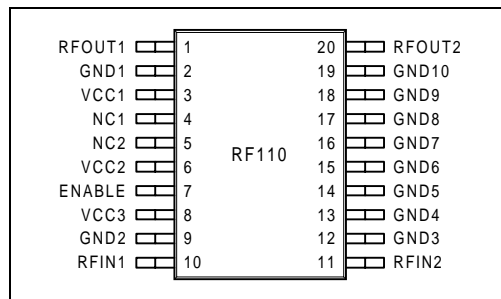 RFOUT1 1 20 RFOUT2
GND1 2 19 GND10
VCC1 3 18 GND9
NC1 4 17 GND8
NC2 5 16 GND7
RF110
VCC2 6 15 GND6
ENABLE 7 14 GND5
VCC3 8 13 GND4
GND2 9 12 GND3
RFIN1 10 11 RFIN2